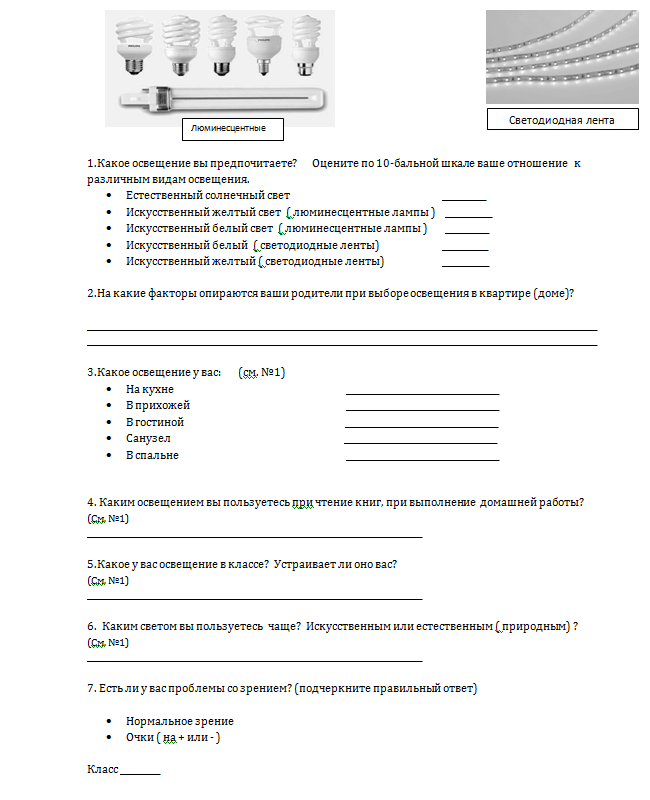 Люминесцентные
Светодиодная лента
1.Какое освещение вы предпочитаете? Оцените по 10-бальной шкале ваше отношение к
различным видам освещения.
• Естественный солнечный свет ________
• Искусственный желтый свет ( люминесцентные лампы ) ________
• Искусственный белый свет ( люминесцентные лампы ) ________
• Искусственный белый ( светодиодные ленты) ________
• Искусственный желтый ( светодиодные ленты) ________
2.На какие факторы опираются ваши родители при выборе освещения в квартире (доме)?
3.Какое освещение у вас: (см. №1)
• На кухне ________
• В прихожей ________
• В гостиной ________
• Санузел ________
• В спальне ________
4. Каким освещением вы пользуетесь при чтение книг, при выполнение домашней работы?
(См. №1)
5.Какое у вас освещение в классе? Устраивает ли оно вас?
(См. №1)
6. Каким светом вы пользуетесь чаще? Искусственным или естественным ( природным) ?
(См. №1)
7. Есть ли у вас проблемы со зрением? (подчеркните правильный ответ)
• Нормальное зрение
• Очки ( на + или - )
Класс________